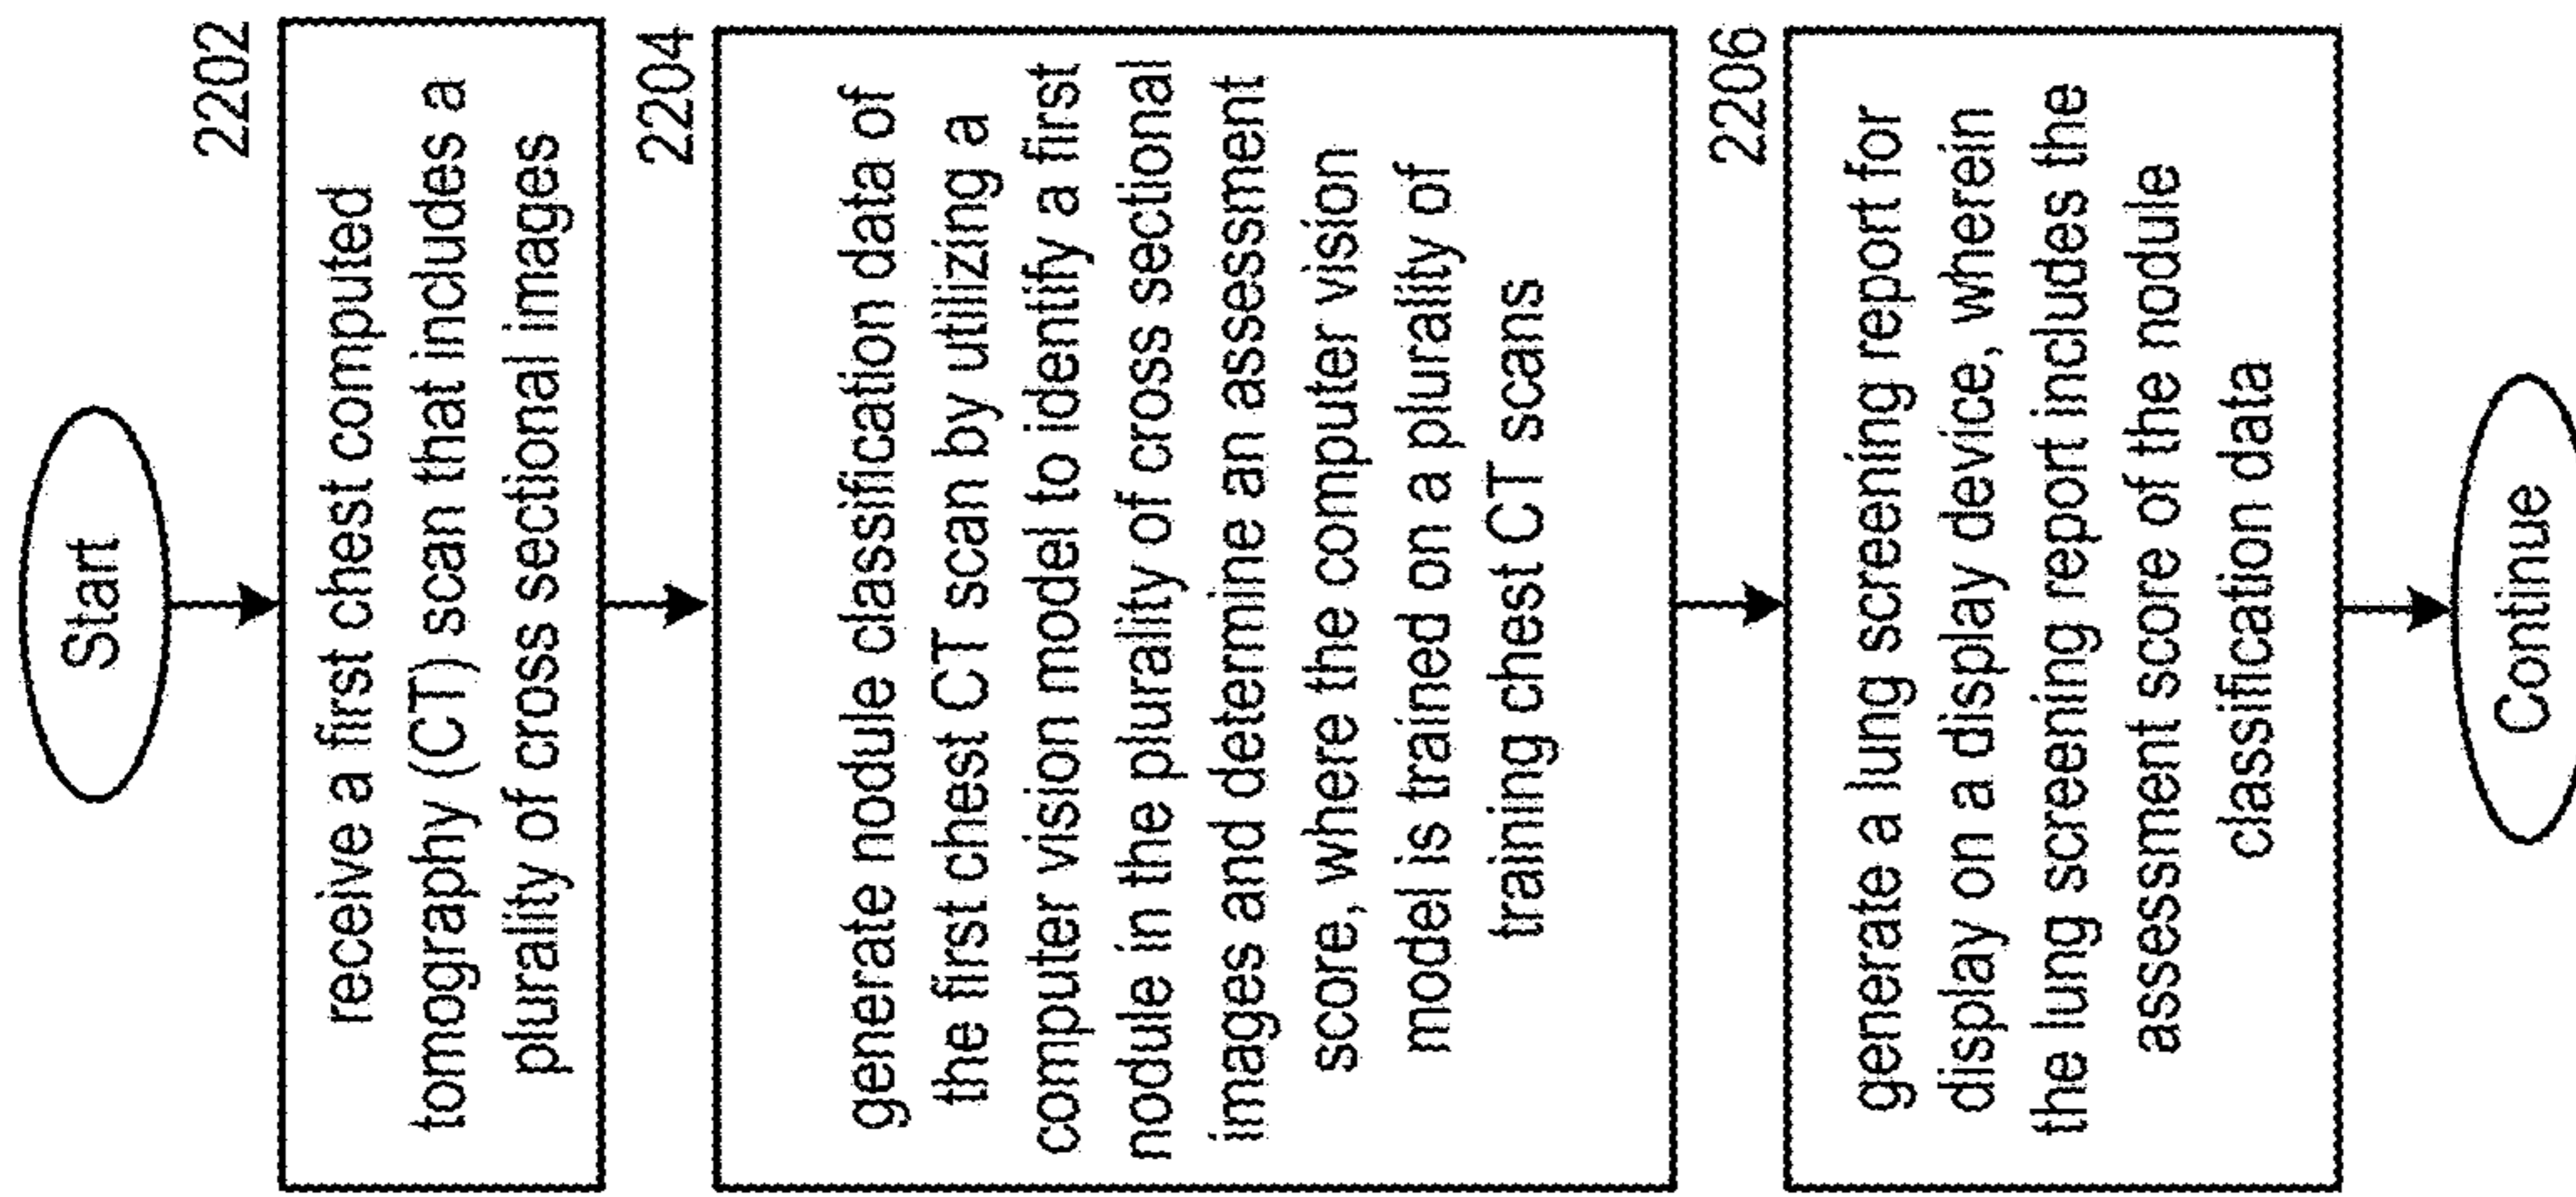 Start
2202
receive a first chest computed
tomography (CT) scan that includes a
plurality of cross sectional images
2204
generate nodule classification data of
the first chest CT scan by utilizing a
computer vision model to identify a first
nodule in the plurality of cross sectional
images and determine an assessment
score, where the computer vision
model is trained on a plurality of
training chest CT scans
2206
generate a lung screening report for
display on a display device, wherein
the lung screening report includes the
assessment score of the nodule
classification data
Continue